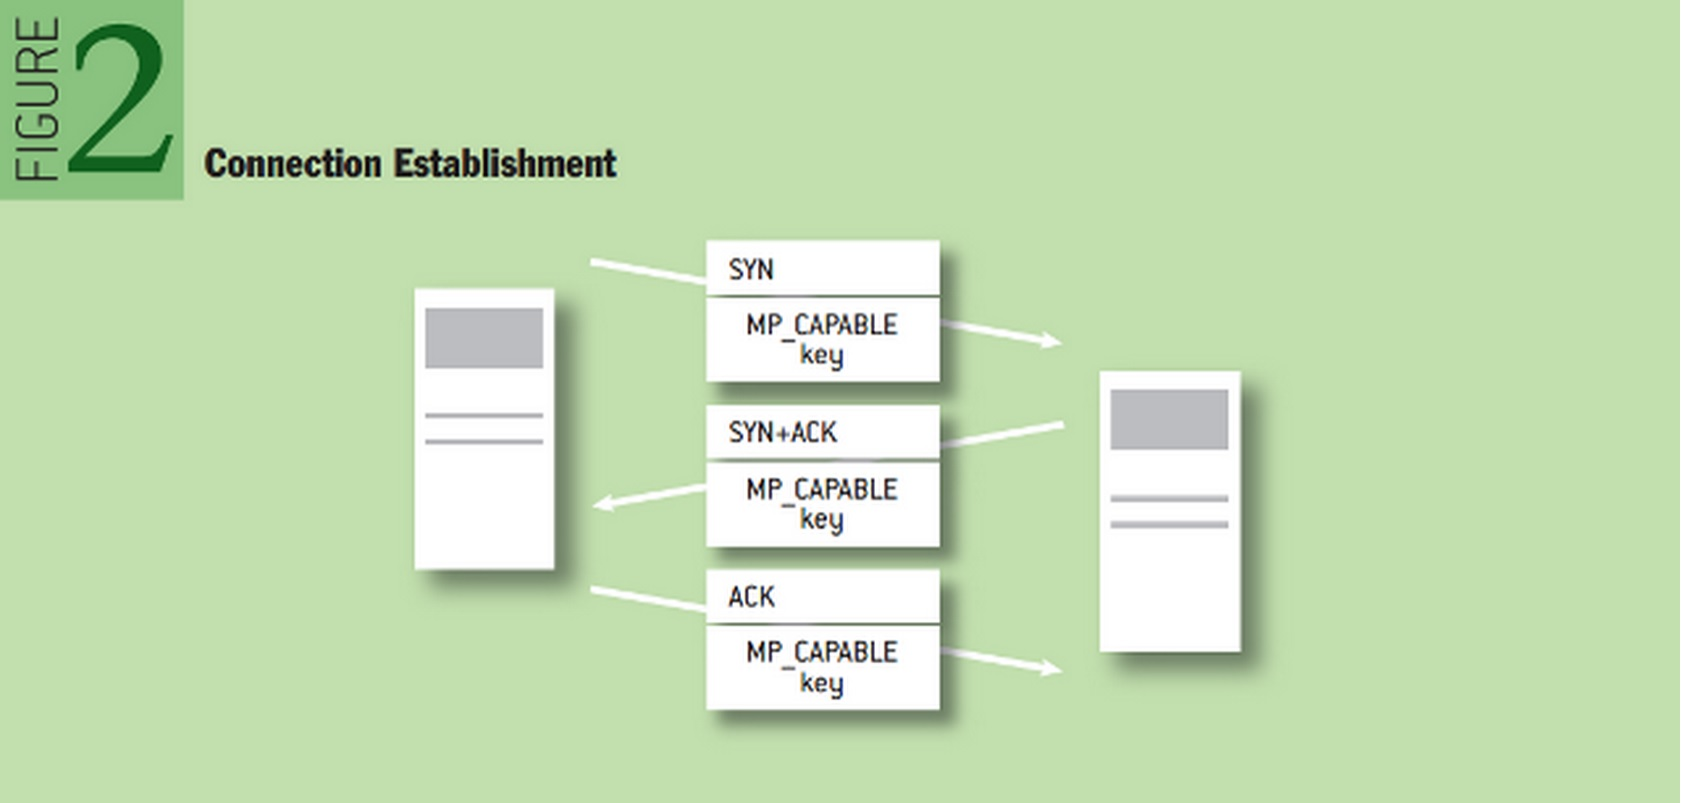 FIGURE 2
Connection Establishment
SYN
MP_CAPABLE
key
SYN+ACK
MP_CAPABLE
key
ACK
MP_CAPABLE
key